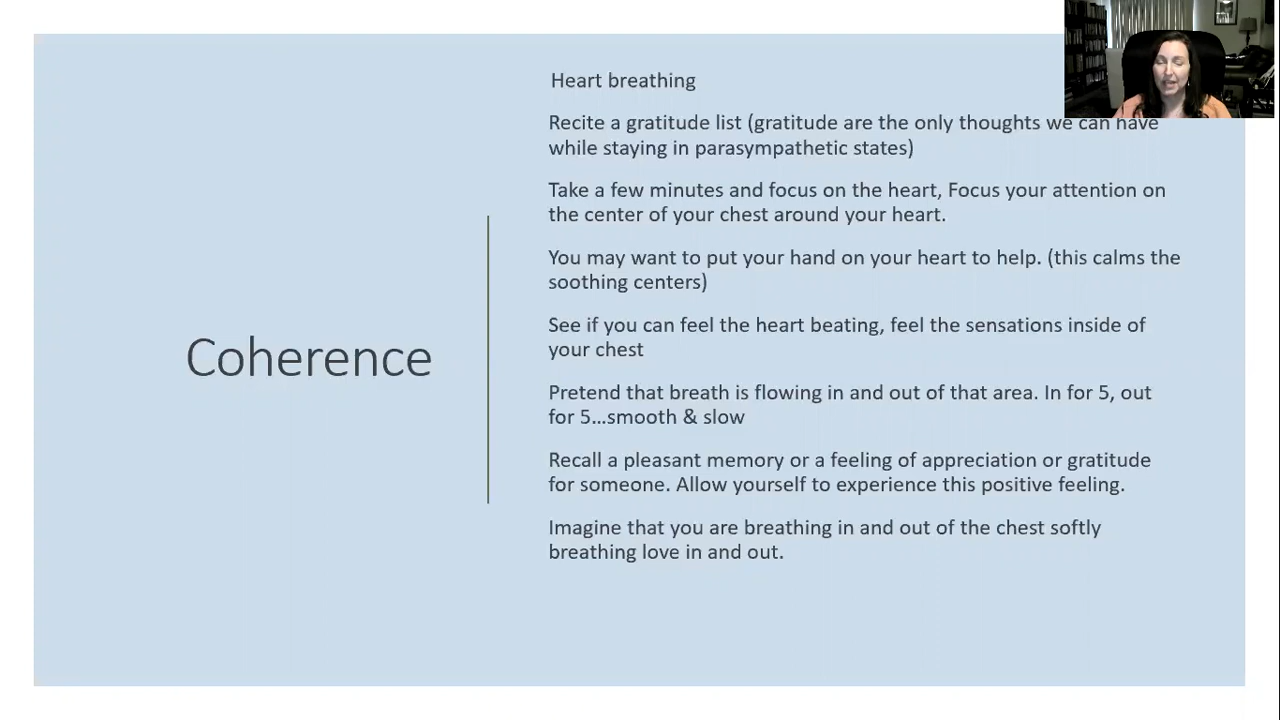 Coherence
Heart breathing
Recite a gratitude list (gratitude are the only thoughts we can have
while staying in parasympathetic states)
Take a few minutes and focus on the heart, Focus your attention on
the center of your chest around your heart.
You may want to put your hand on your heart to help. (this calms the
soothing centers)
See if you can feel the heart beating, feel the sensations inside of
your chest
Pretend that breath is flowing in and out of that area. In for 5, out
for 5...smooth & slow
Recall a pleasant memory or a feeling of appreciation or gratitude
for someone. Allow yourself to experience this positive feeling.
Imagine that you are breathing in and out of the chest softly
breathing love in and out.